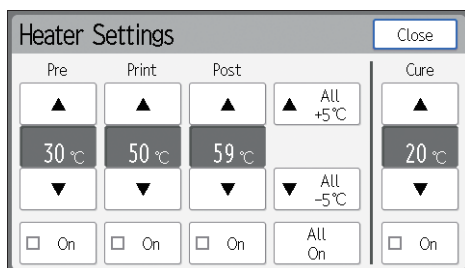 Heater Settings Close
Pre Print Post Cure
▲ ▲ ▲ ▲ All +5℃ ▲
30 ℃ 50 ℃ 59 ℃ 20 ℃
▼ ▼ ▼ ▼ All −5℃ ▼
□ On □ On □ On All On □ On